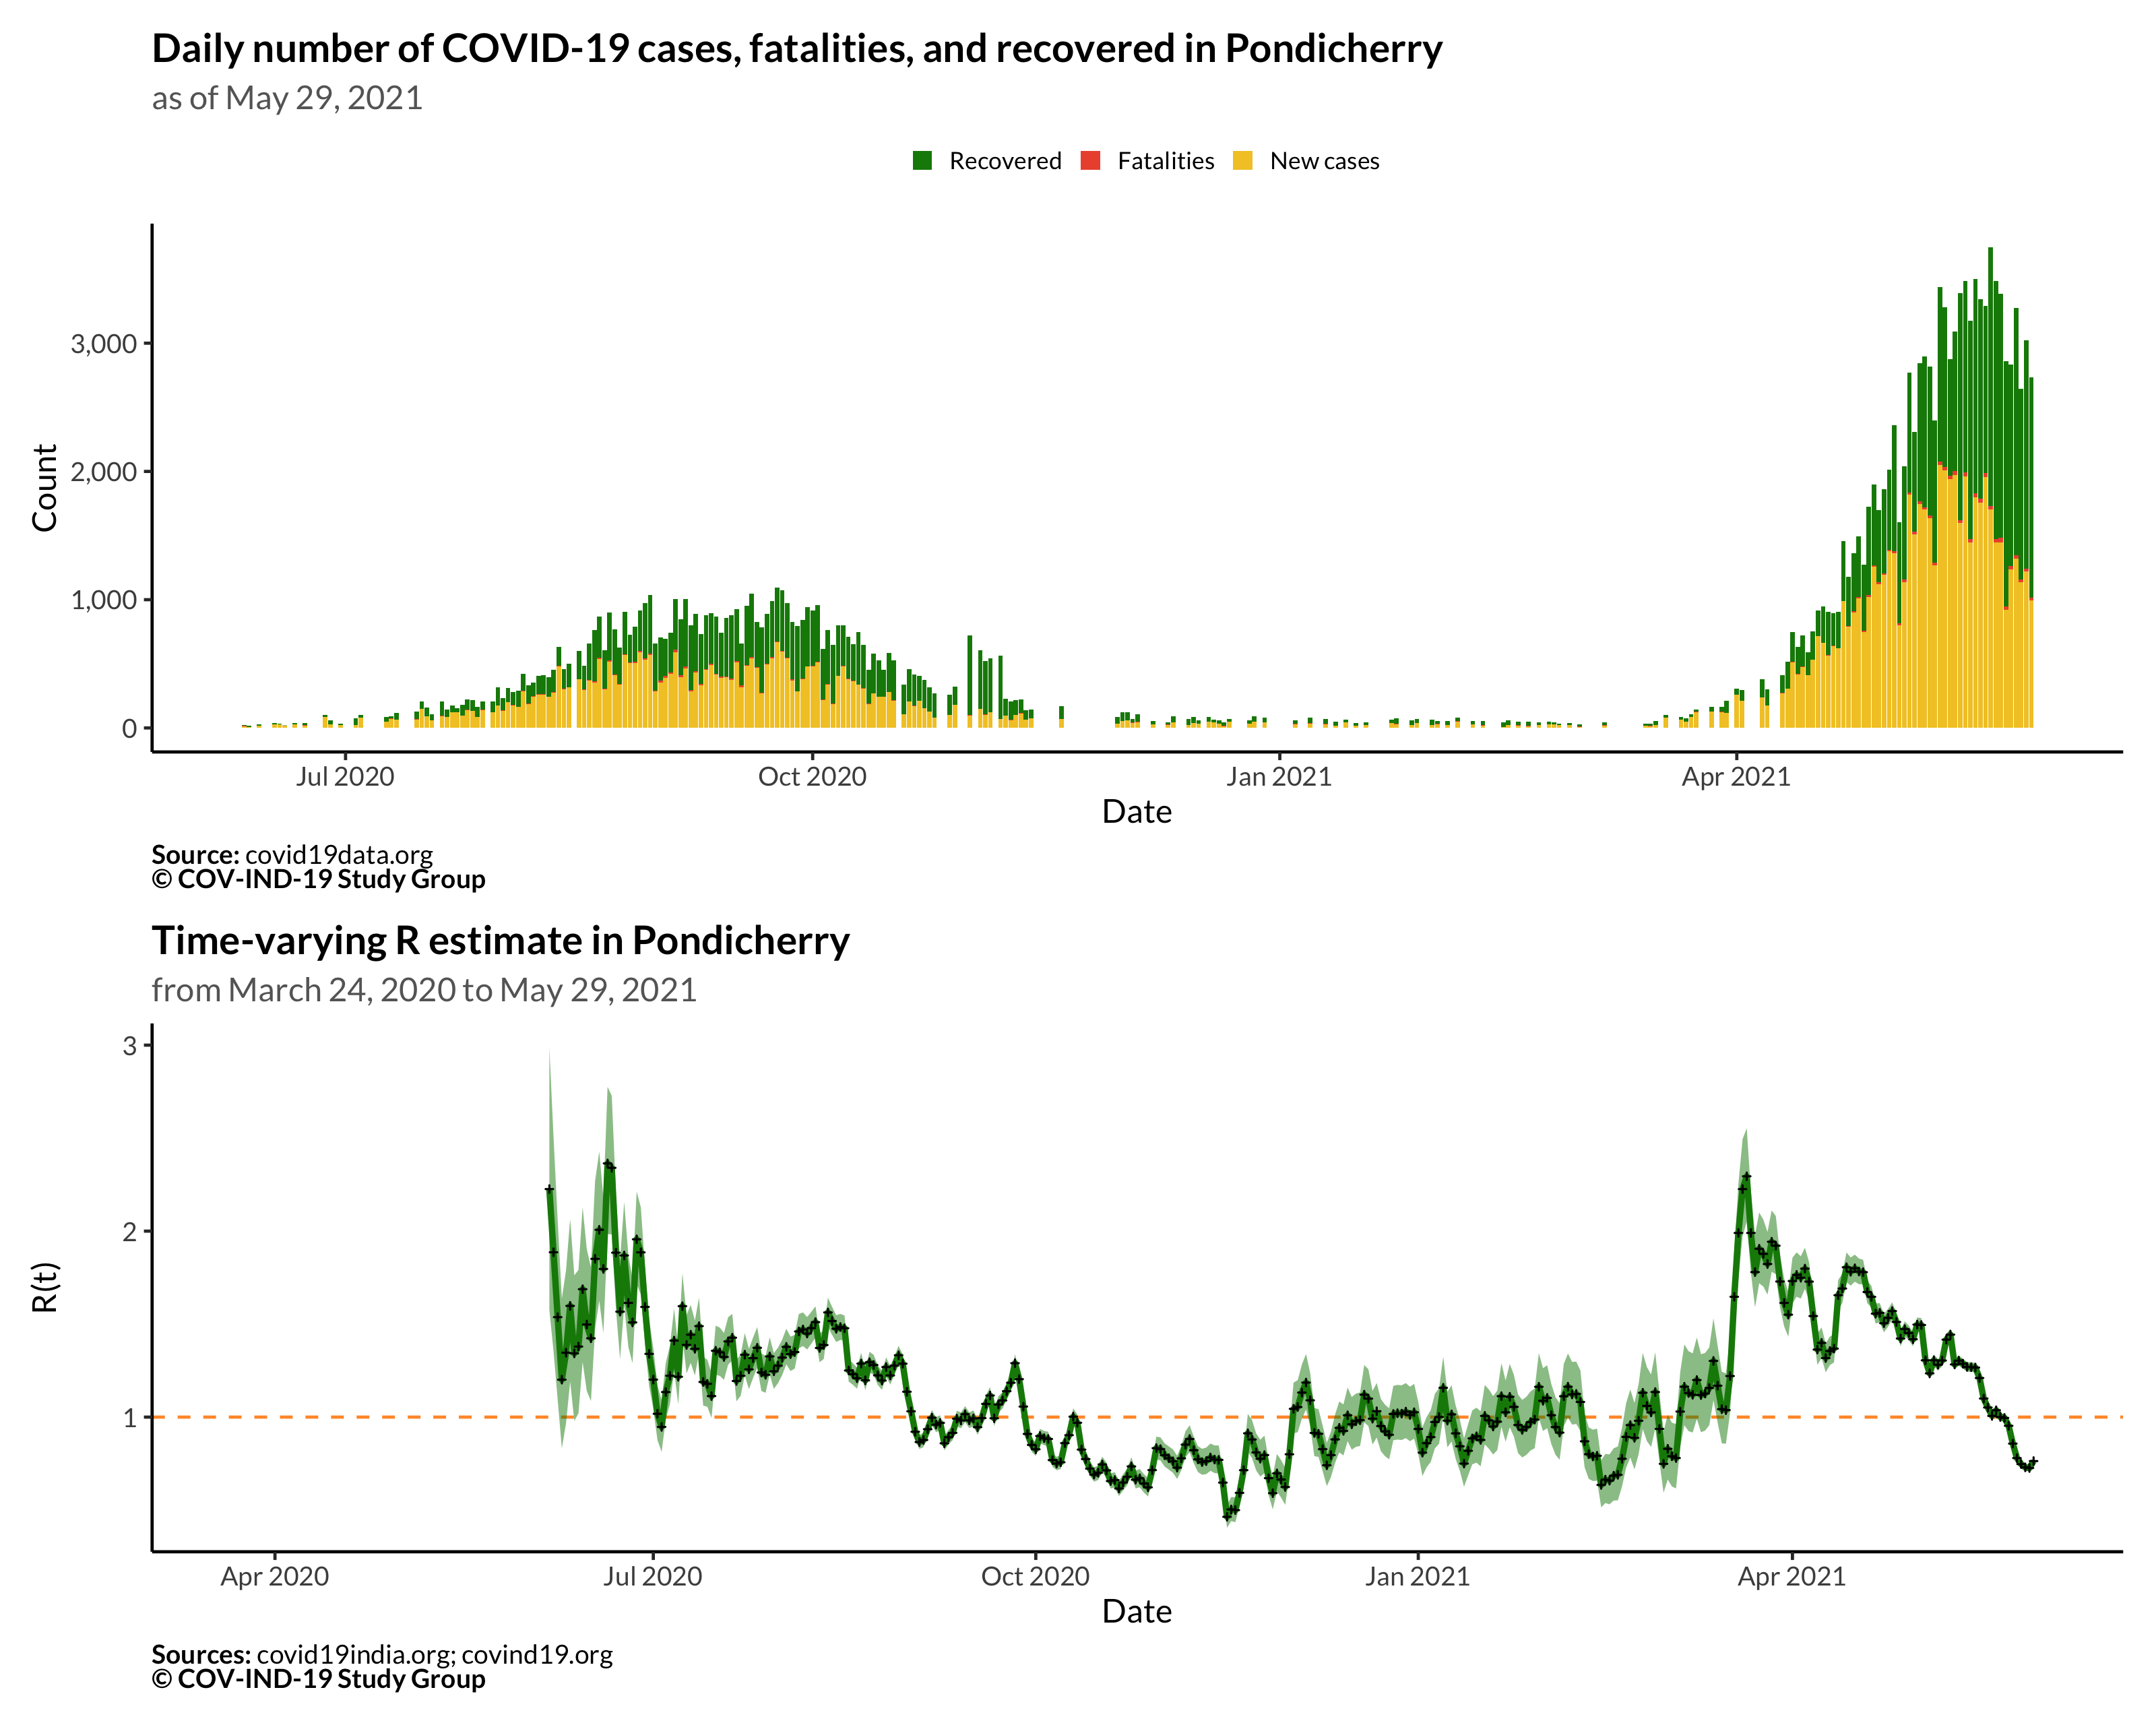 Daily number of COVID-19 cases, fatalities, and recovered in Pondicherry
as of May 29, 2021
Recovered Fatalities New cases
Count
3,000
2,000
1,000
0
Jul 2020 Oct 2020 Jan 2021 Apr 2021
Date
Source: covid19data.org
© COV-IND-19 Study Group
Time-varying R estimate in Pondicherry
from March 24, 2020 to May 29, 2021
R(t)
3
2
1
Apr 2020 Jul 2020 Oct 2020 Jan 2021 Apr 2021
Date
Sources: covid19india.org; covind19.org
© COV-IND-19 Study Group